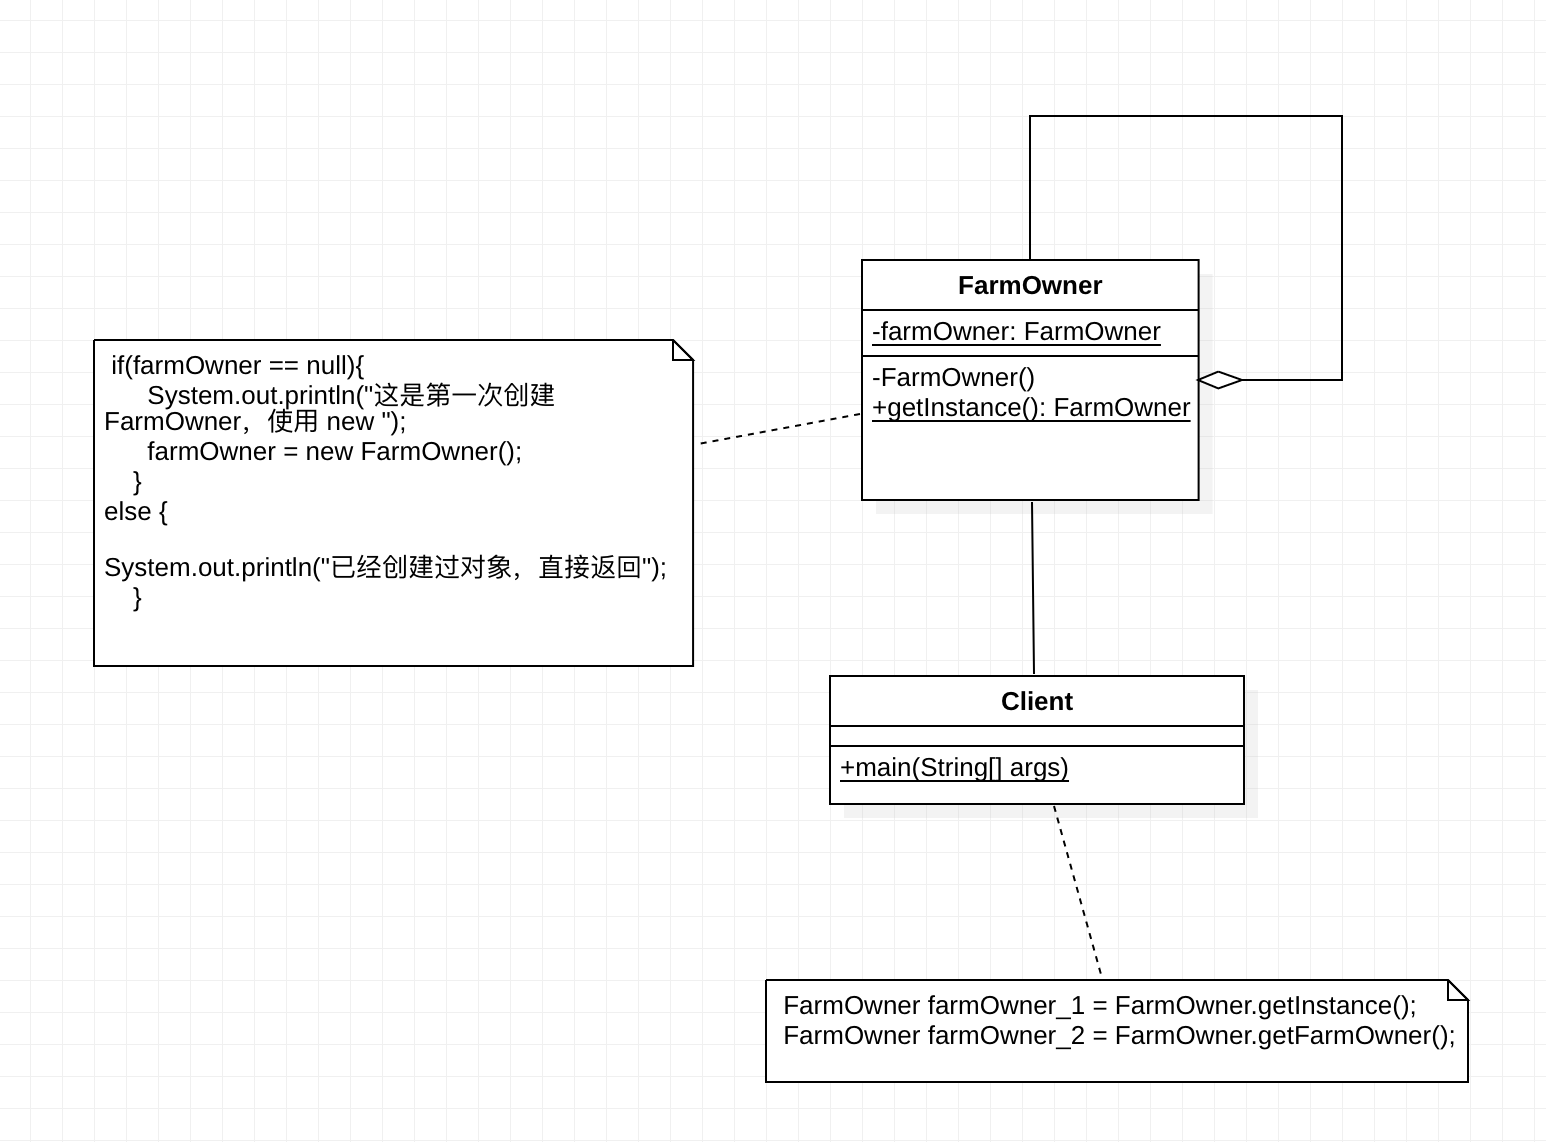 FarmOwner
-farmOwner: FarmOwner
-FarmOwner()
+getInstance(): FarmOwner
if(farmOwner == null){
System.out.println("这是第一次创建
FarmOwner，使用 new ");
farmOwner = new FarmOwner();
}
else {
System.out.println("已经创建过对象，直接返回");
}
Client
+main(String[] args)
FarmOwner farmOwner_1 = FarmOwner.getInstance();
FarmOwner farmOwner_2 = FarmOwner.getFarmOwner();